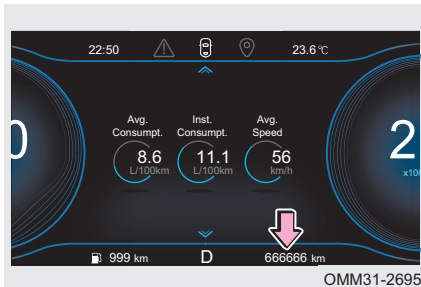 22:50 23.6℃
Avg. Consumpt. Inst. Consumpt. Avg. Speed
0 8.6 L/100km 11.1 L/100km 56 km/h 2
x100
999 km D 666666 km
OMM31-2695